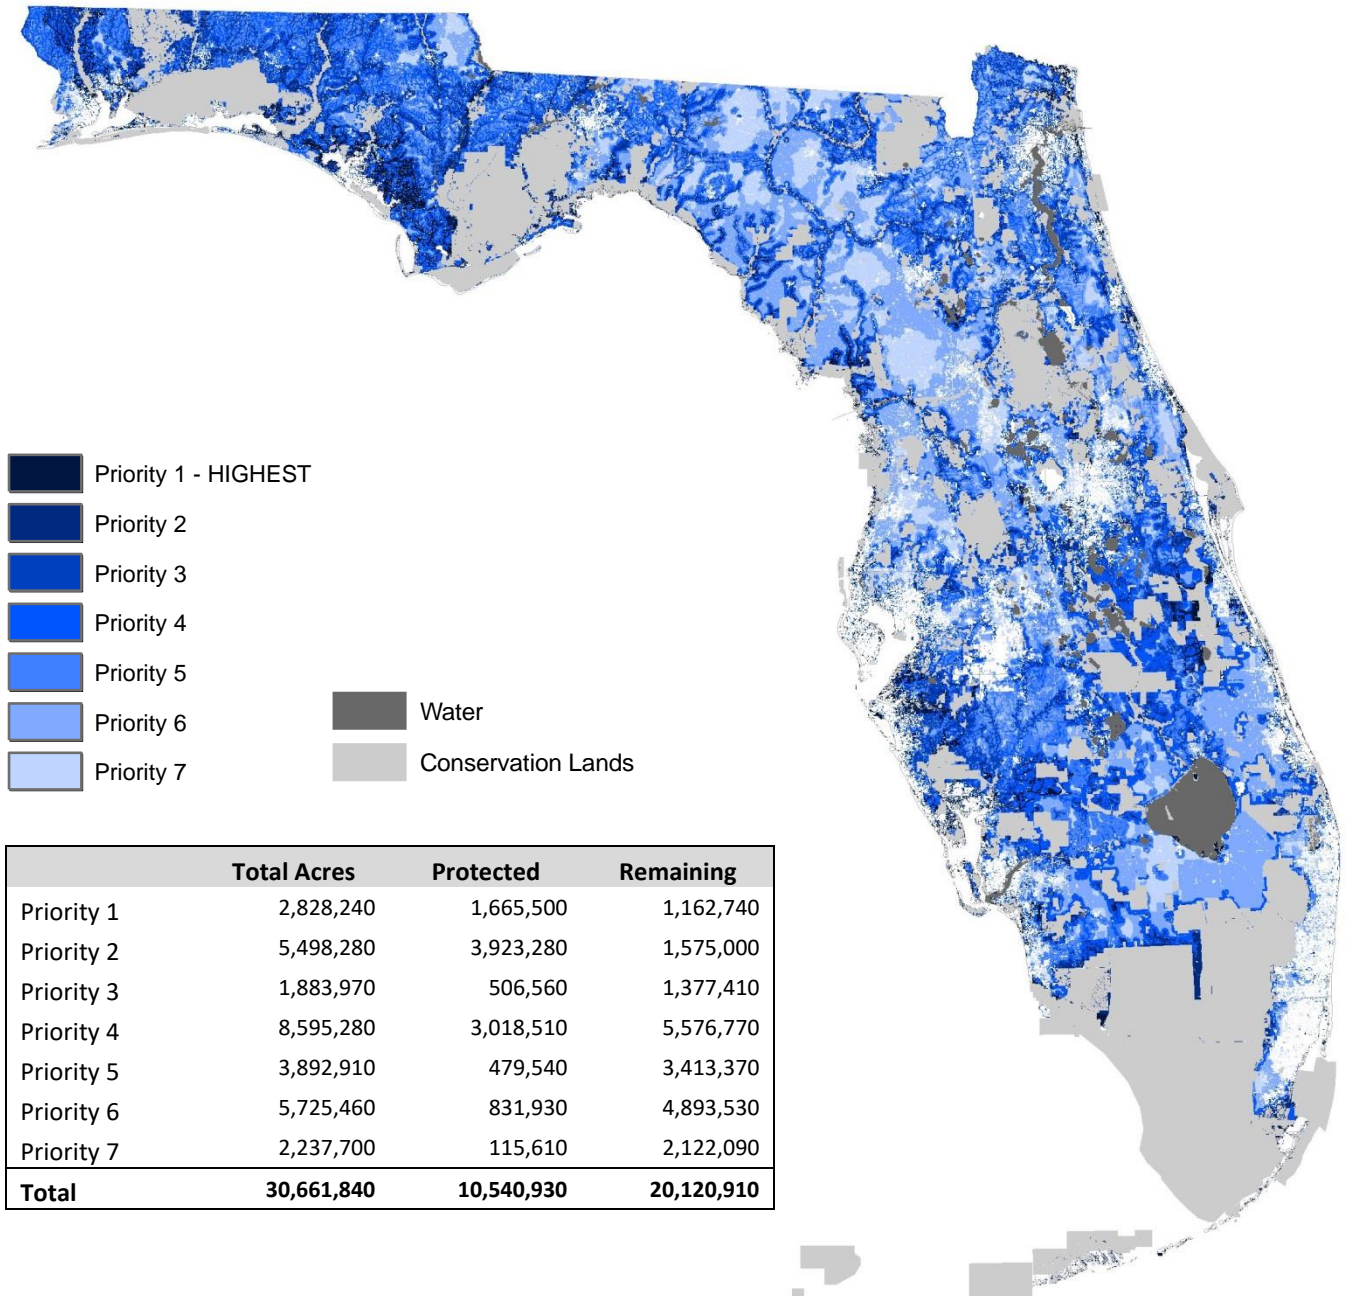 Priority 1 - HIGHEST
Priority 2
Priority 3
Priority 4
Priority 5
Priority 6
Priority 7
Water
Conservation Lands
Total Acres Protected Remaining
Priority 1 2,828,240 1,665,500 1,162,740
Priority 2 5,498,280 3,923,280 1,575,000
Priority 3 1,883,970 506,560 1,377,410
Priority 4 8,595,280 3,018,510 5,576,770
Priority 5 3,892,910 479,540 3,413,370
Priority 6 5,725,460 831,930 4,893,530
Priority 7 2,237,700 115,610 2,122,090
Total 30,661,840 10,540,930 20,120,910